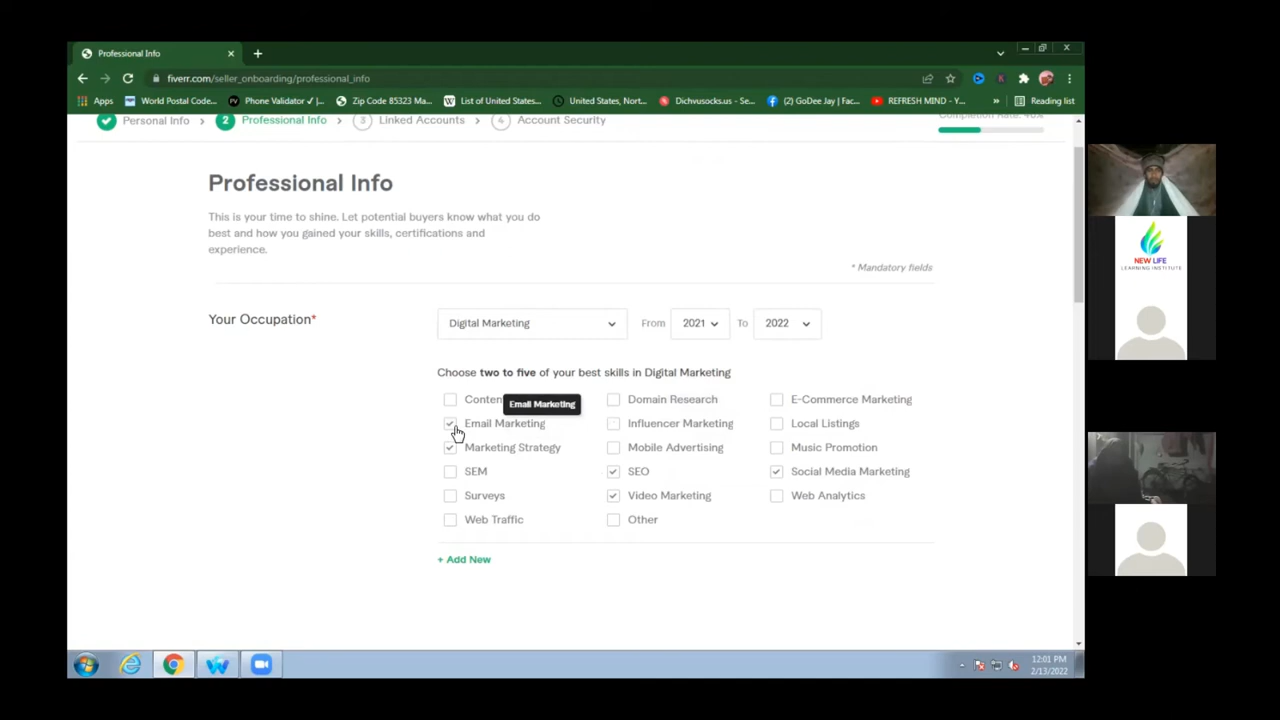 Professional Info
fiverr.com/seller_onboarding/professional_info
Apps World Postal Code... Phone Validator ✓ |... Zip Code 85323 Ma... List of United States... United States, Nort... Dichvusocks.us - Se... (2) GoDee Jay | Fac... REFRESH MIND - Y... » Reading list
Personal Info 2 Professional Info 3 Linked Accounts 4 Account Security
Professional Info
This is your time to shine. Let potential buyers know what you do
best and how you gained your skills, certifications and
experience.
* Mandatory fields
Your Occupation* Digital Marketing From 2021 To 2022
Choose two to five of your best skills in Digital Marketing
Conten Domain Research E-Commerce Marketing
Email Marketing
Email Marketing Influencer Marketing Local Listings
Marketing Strategy Mobile Advertising Music Promotion
SEM SEO Social Media Marketing
Surveys Video Marketing Web Analytics
Web Traffic Other
+ Add New
12:01 PM
2/13/2022
NEW LIFE
LEARNING INSTITUTE